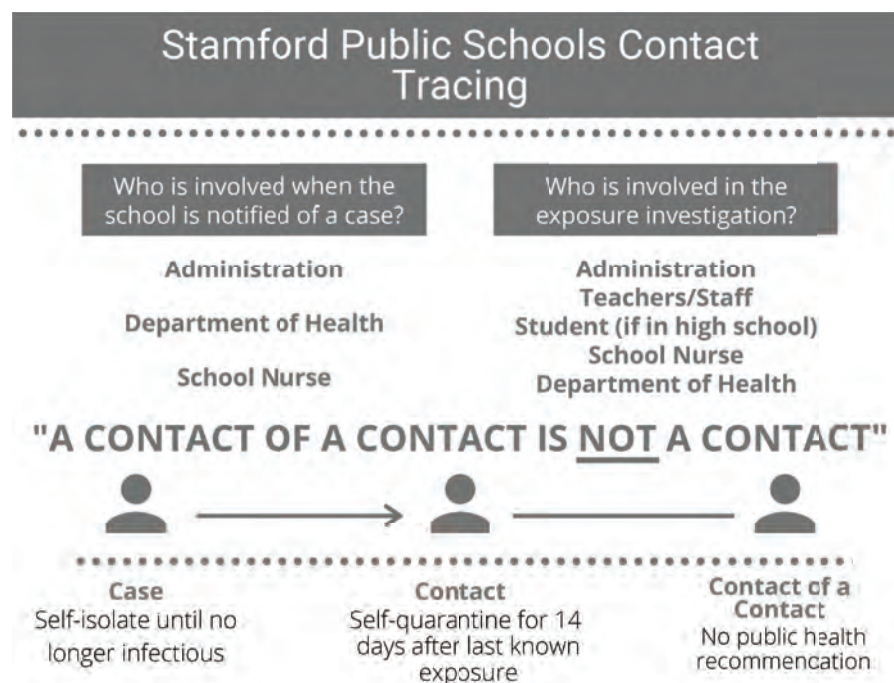 Stamford Public Schools Contact
Tracing
Who is involved when the
school is notified of a case?
Administration
Department of Health
School Nurse
Who is involved in the
exposure investigation?
Administration
Teachers/Staff
Student (if in high school)
School Nurse
Department of Health
"A CONTACT OF A CONTACT IS NOT A CONTACT"
Case
Self-isolate until no
longer infectious
Contact
Self-quarantine for 14
days after last known
exposure
Contact of a
Contact
No public health
recommendation